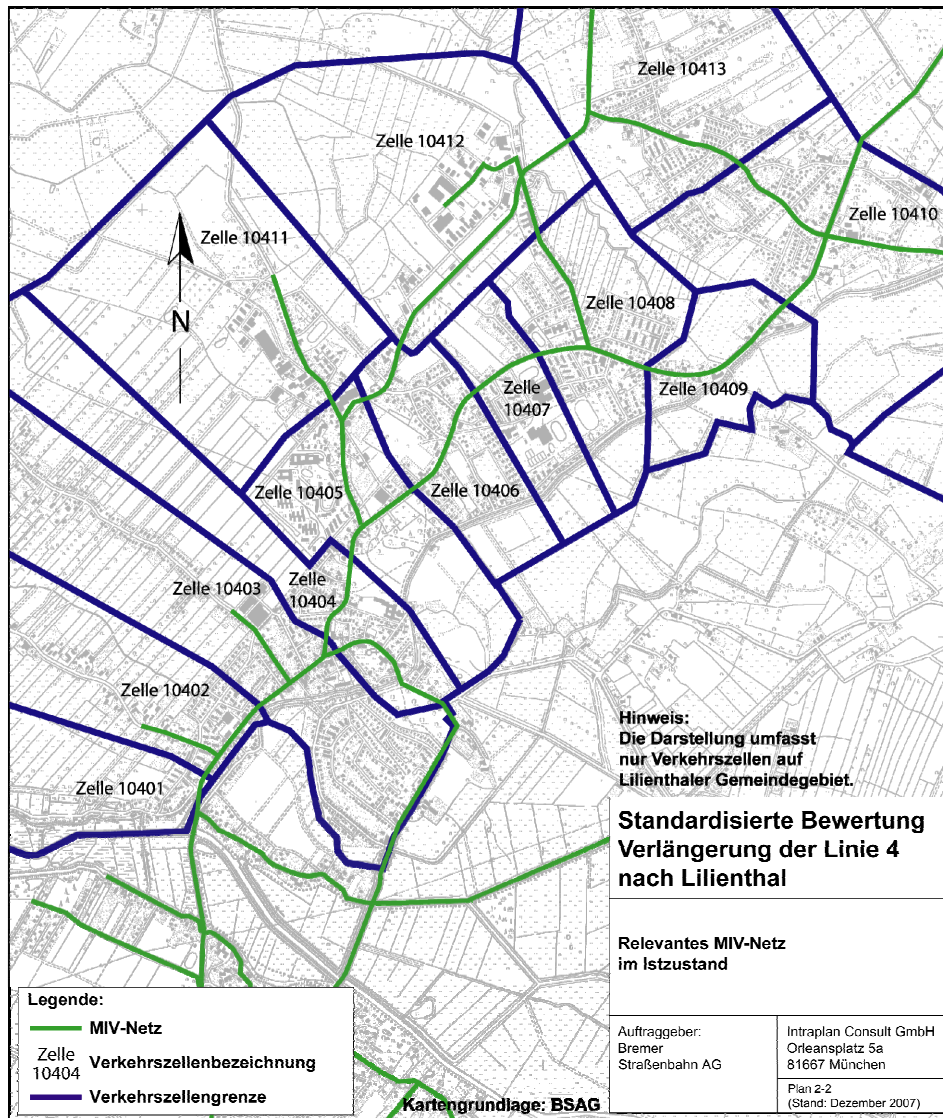 Zelle 10413
Zelle 10412
Zelle 10410
Zelle 10411
N
Zelle 10408
Zelle
10407
Zelle 10409
Zelle 10405
Zelle 10406
Zelle 10403
Zelle
10404
Zelle 10402
Zelle 10401
Hinweis:
Die Darstellung umfasst
nur Verkehrszellen auf
Lilienthaler Gemeindegebiet.
Standardisierte Bewertung
Verlängerung der Linie 4
nach Lilienthal
Relevantes MIV-Netz
im Istzustand
Auftraggeber:
Bremer
Straßenbahn AG
Intraplan Consult GmbH
Orleansplatz 5a
81667 München
Plan 2-2
(Stand: Dezember 2007)
Legende:
MIV-Netz
Zelle
10404
Verkehrszellenbezeichnung
Verkehrszellengrenze
Kartengrundlage: BSAG